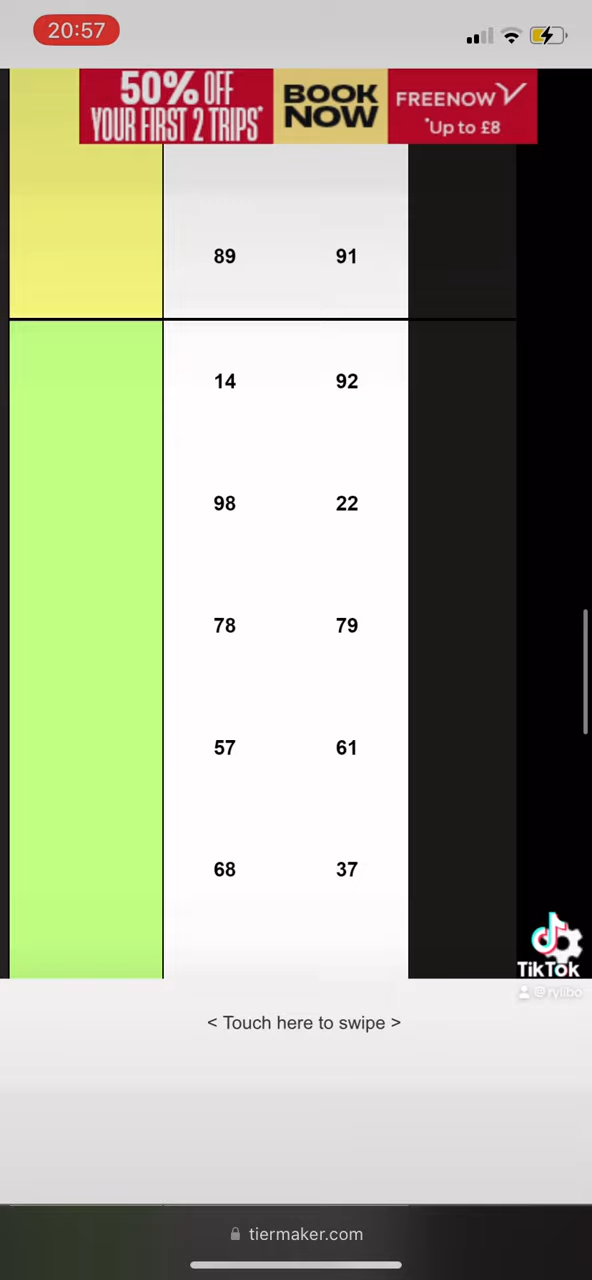 20:57
50% OFF
YOUR FIRST 2 TRIPS*
BOOK
NOW
FREENOW
*Up to £8
89 91
14 92
98 22
78 79
57 61
68 37
TikTok
@rylibo
< Touch here to swipe >
tiermaker.com